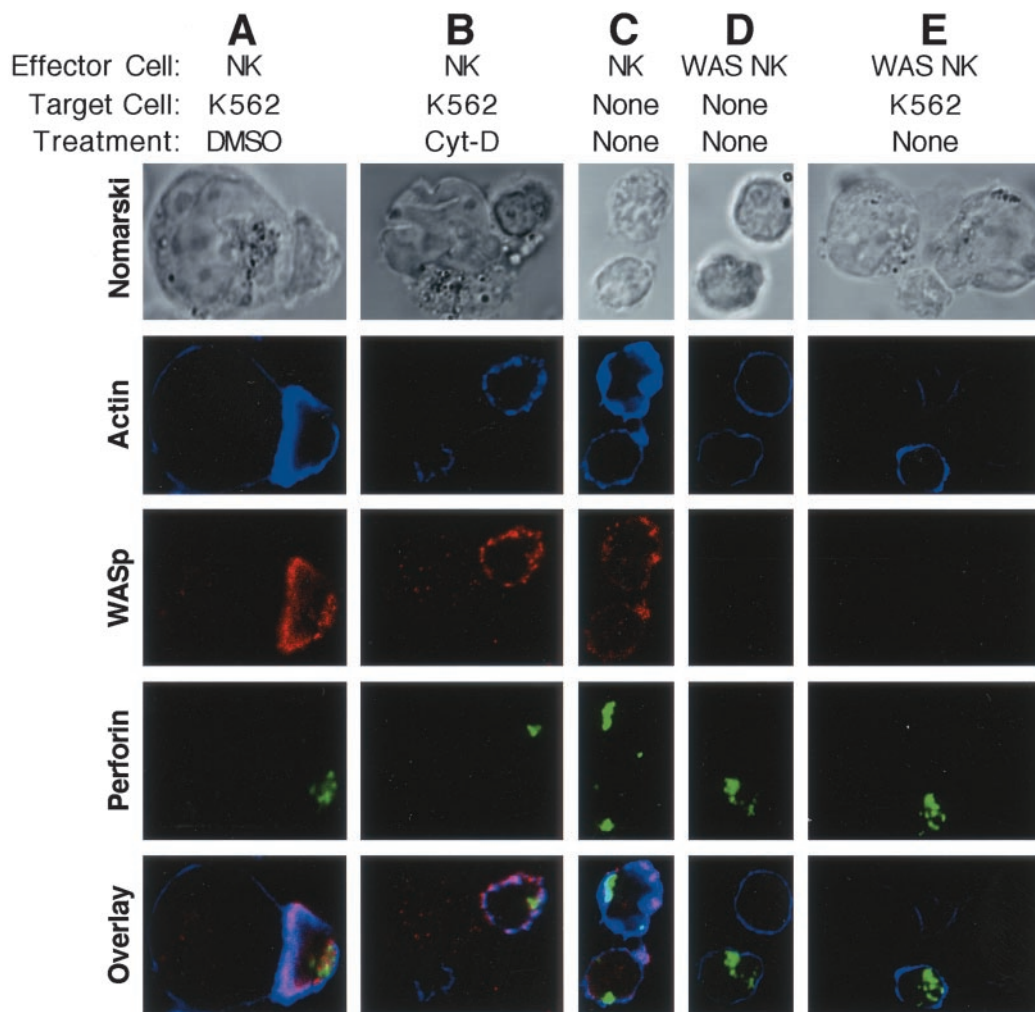 A B C D E
Effector Cell: NK NK NK WAS NK WAS NK
Target Cell: K562 K562 None None K562
Treatment: DMSO Cyt-D None None None
Nomarski
Actin
WASp
Perforin
Overlay